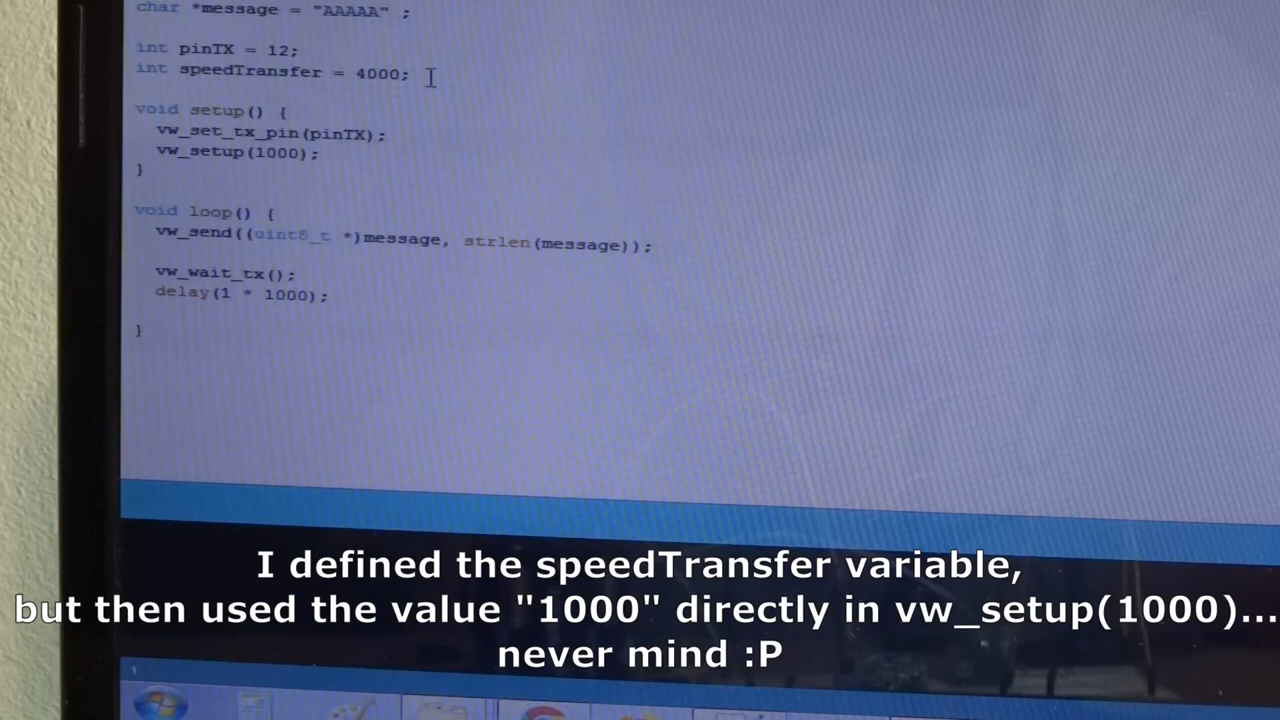 char *message = "AAAAA" ;
int pinTX = 12;
int speedTransfer = 4000;
void setup() {
vw_set_tx_pin(pinTX);
vw_setup(1000);
}
void loop() {
vw_send((uint8_t *)message, strlen(message));
vw_wait_tx();
delay(1 * 1000);
}
I defined the speedTransfer variable,
but then used the value "1000" directly in vw_setup(1000)...
never mind :P
1